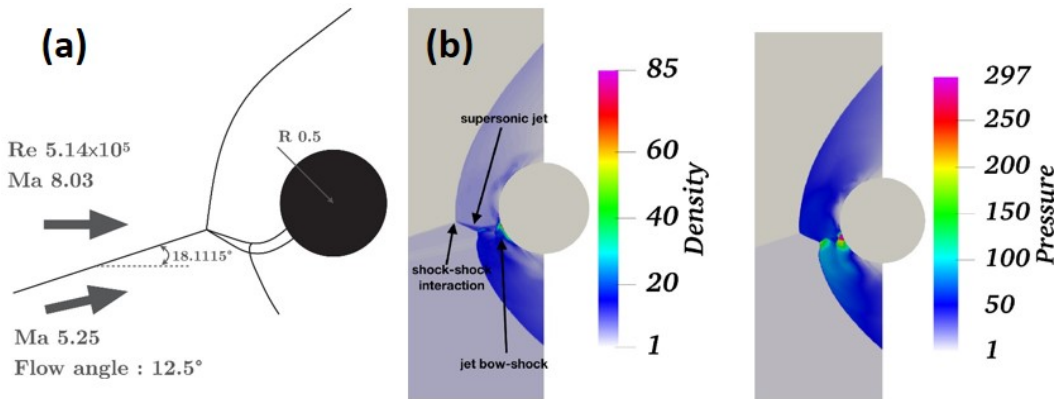 (a)
R 0.5
Re 5.14x10⁵
Ma 8.03
18.1115°
Ma 5.25
Flow angle : 12.5°
(b)
supersonic jet
shock-shock
interaction
jet bow-shock
85
60
40
20
1
Density
297
250
200
150
100
50
1
Pressure